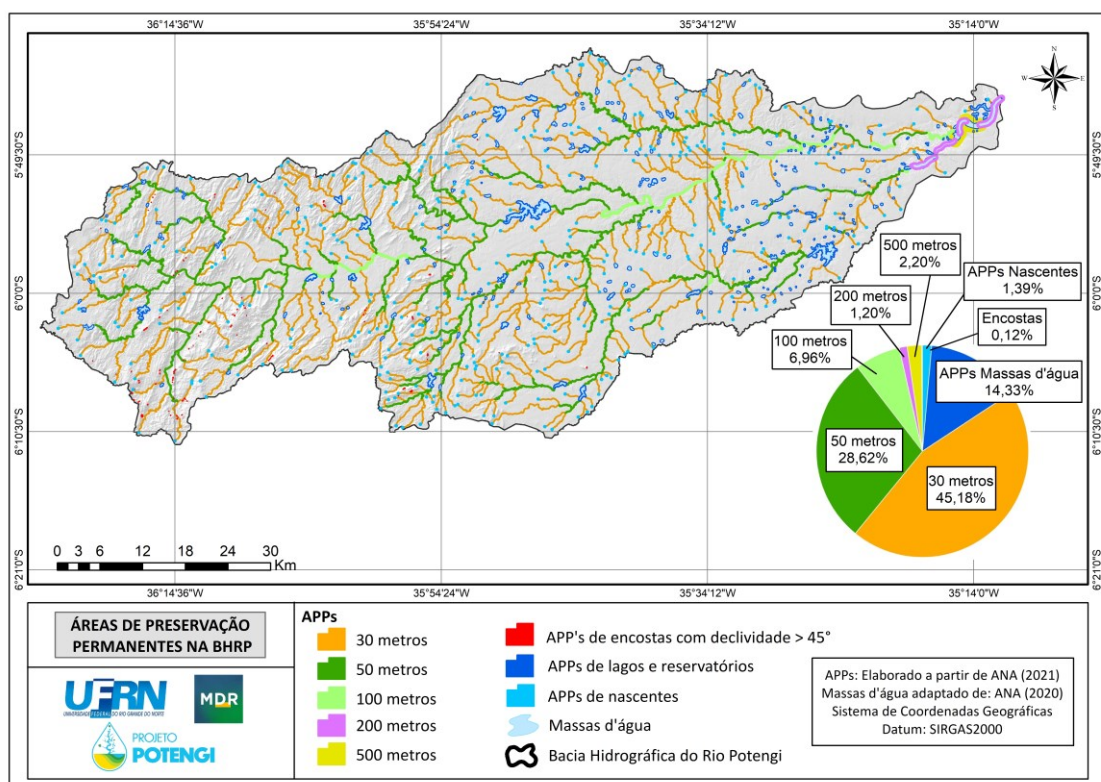 36°14'36"W
35°54'24"W
35°34'12"W
35°14'0"W
N
W
E
S
5°49'30"S
5°49'30"S
6°0'0"S
6°0'0"S
6°10'30"S
6°10'30"S
6°21'0"S
6°21'0"S
500 metros
2,20%
APPs Nascentes
1,39%
200 metros
1,20%
Encostas
0,12%
100 metros
6,96%
APPs Massas d'água
14,33%
50 metros
28,62%
30 metros
45,18%
0 3 6 12 18 24 30
Km
36°14'36"W
35°54'24"W
35°34'12"W
35°14'0"W
ÁREAS DE PRESERVAÇÃO
PERMANENTES NA BHRP
UFRN
UNIVERSIDADE FEDERAL DO RIO GRANDE DO NORTE
MDR
PROJETO
POTENGI
APPs
30 metros
50 metros
100 metros
200 metros
500 metros
APP's de encostas com declividade > 45°
APPs de lagos e reservatórios
APPs de nascentes
Massas d'água
Bacia Hidrográfica do Rio Potengi
APPs: Elaborado a partir de ANA (2021)
Massas d'água adaptado de: ANA (2020)
Sistema de Coordenadas Geográficas
Datum: SIRGAS2000